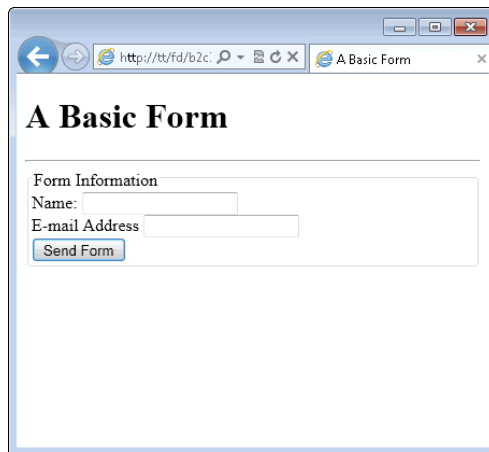 http://tt/fd/b2c
A Basic Form
A Basic Form
Form Information
Name:
E-mail Address
Send Form